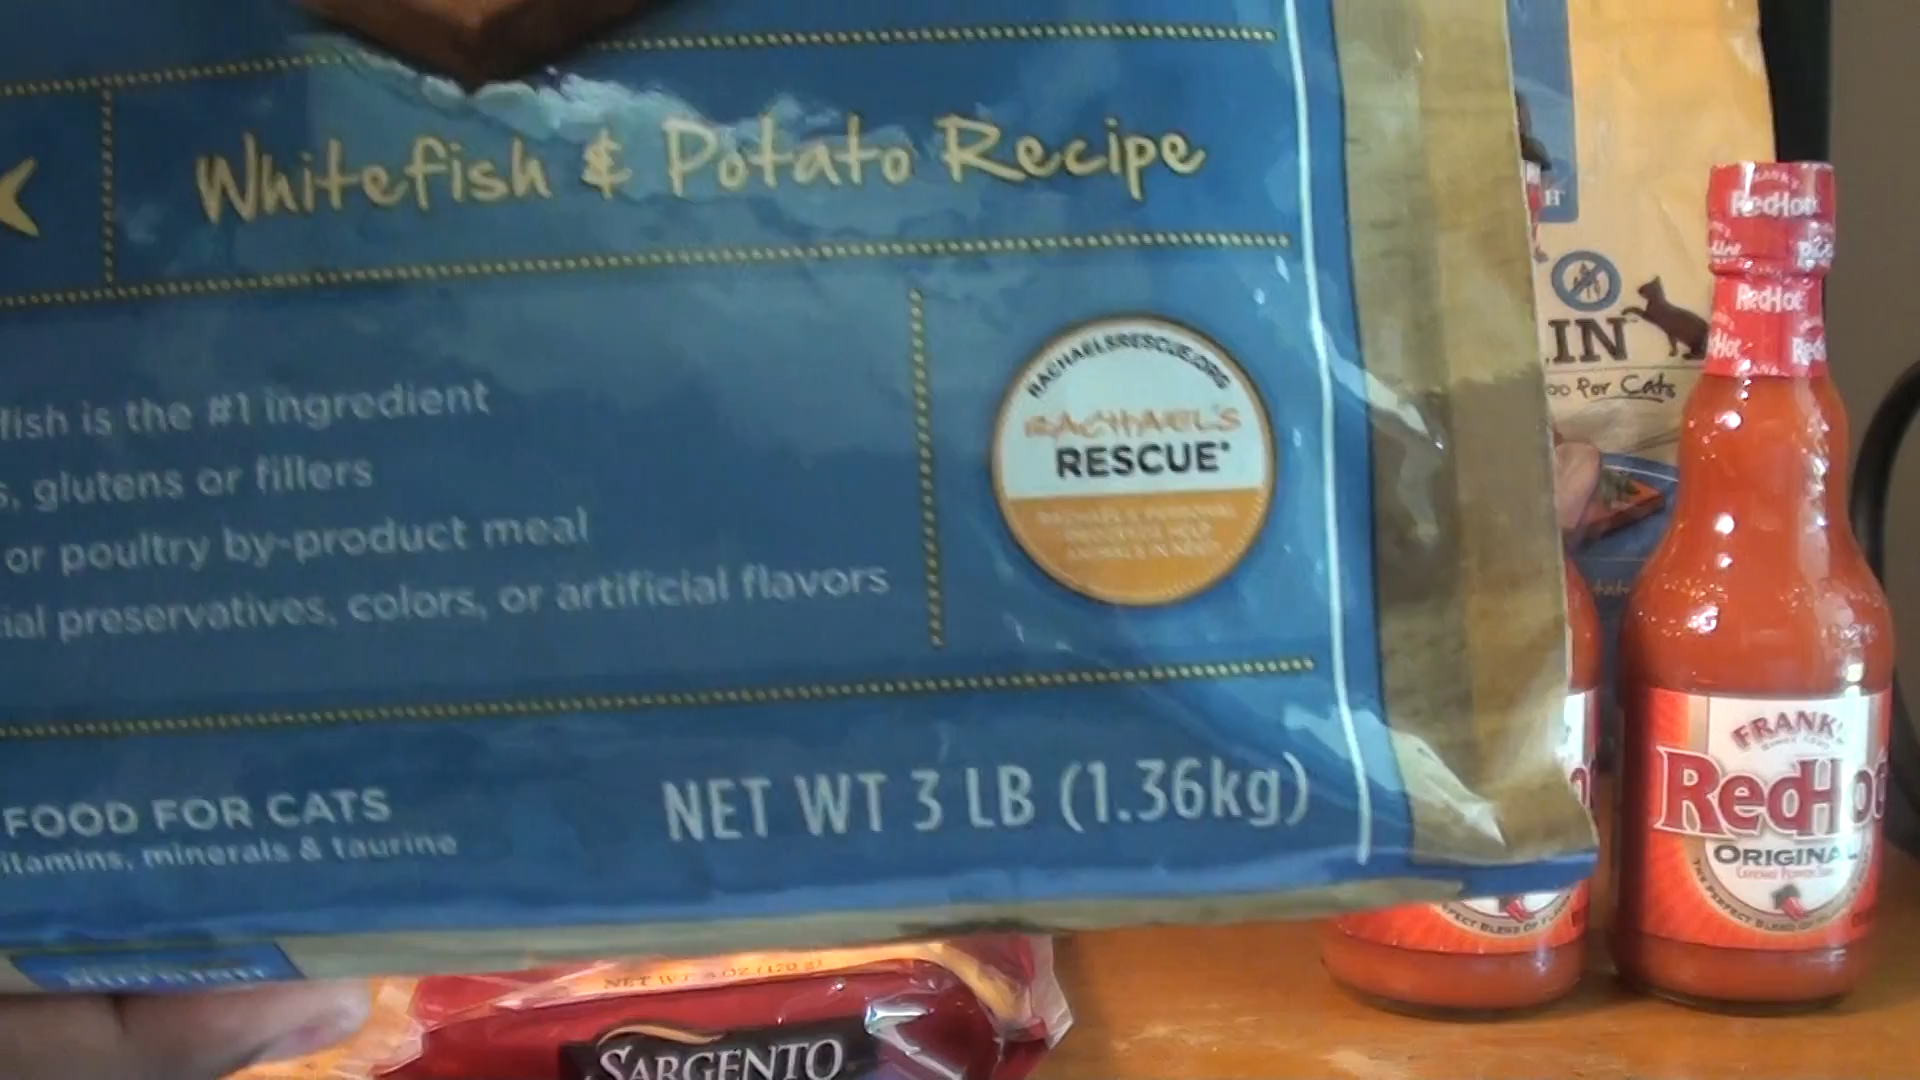 Whitefish & Potato Recipe
fish is the #1 ingredient
s, glutens or fillers
or poultry by-product meal
ial preservatives, colors, or artificial flavors
RACHAELSRESCUE.ORG
RACHAEL'S
RESCUE
FOOD FOR CATS
itamins, minerals & taurine
NET WT 3 LB (1.36kg)
SARGENTO
IN
oo For Cats
RedHot
RedHot
FRANK'S
RedHot
ORIGINAL